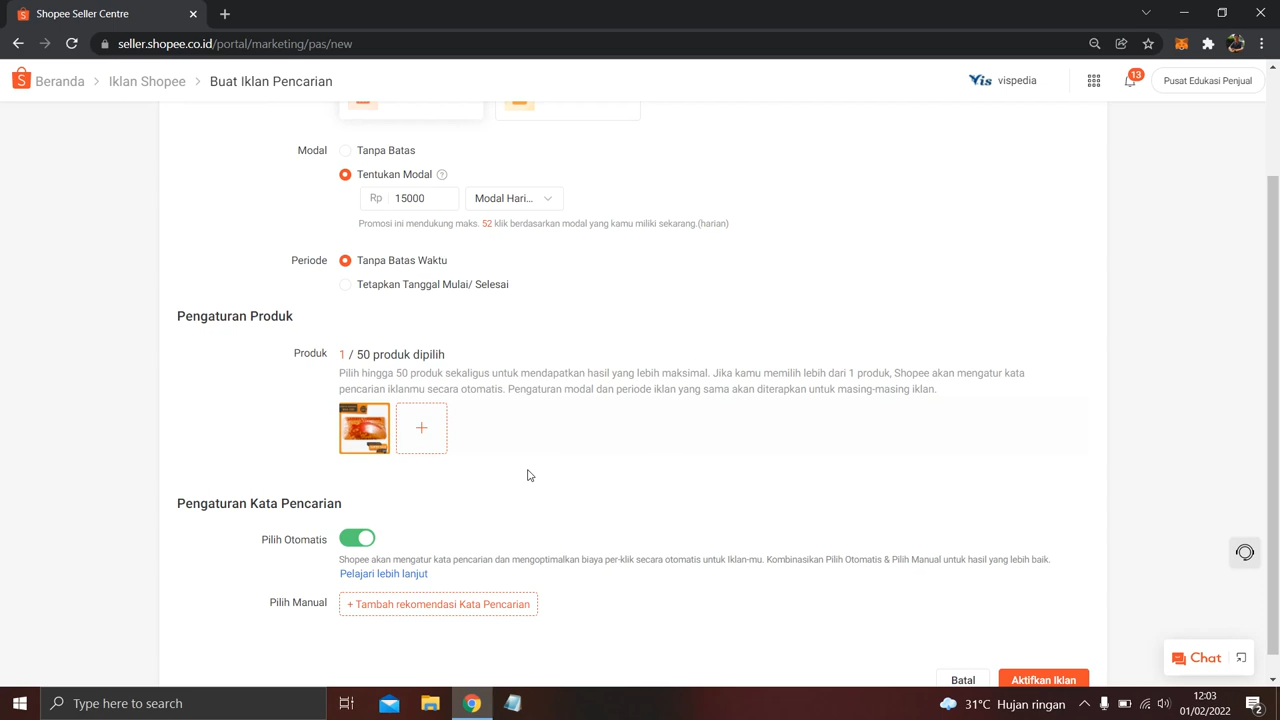 Shopee Seller Centre
seller.shopee.co.id/portal/marketing/pas/new
Beranda > Iklan Shopee > Buat Iklan Pencarian
Vis vispedia
13
Pusat Edukasi Penjual
Modal
Tanpa Batas
Tentukan Modal
Rp 15000 Modal Hari...
Promosi ini mendukung maks. 52 klik berdasarkan modal yang kamu miliki sekarang.(harian)
Periode
Tanpa Batas Waktu
Tetapkan Tanggal Mulai/ Selesai
Pengaturan Produk
Produk
1 / 50 produk dipilih
Pilih hingga 50 produk sekaligus untuk mendapatkan hasil yang lebih maksimal. Jika kamu memilih lebih dari 1 produk, Shopee akan mengatur kata
pencarian iklanmu secara otomatis. Pengaturan modal dan periode iklan yang sama akan diterapkan untuk masing-masing iklan.
+
Pengaturan Kata Pencarian
Pilih Otomatis
Shopee akan mengatur kata pencarian dan mengoptimalkan biaya per-klik secara otomatis untuk Iklan-mu. Kombinasikan Pilih Otomatis & Pilih Manual untuk hasil yang lebih baik.
Pelajari lebih lanjut
Pilih Manual
+ Tambah rekomendasi Kata Pencarian
Batal
Aktifkan Iklan
Chat
Type here to search
31°C Hujan ringan
12:03
01/02/2022
2